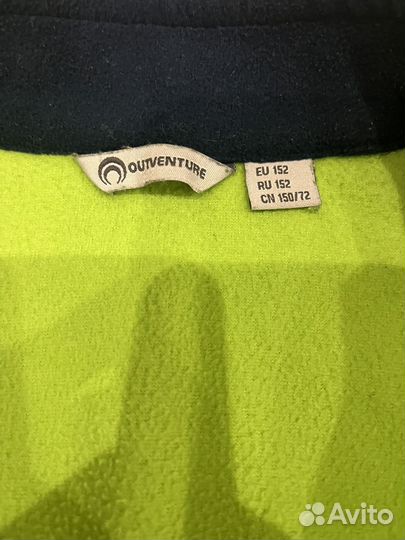 OUTVENTURE
EU 152
RU 152
CN 150/72
Avito